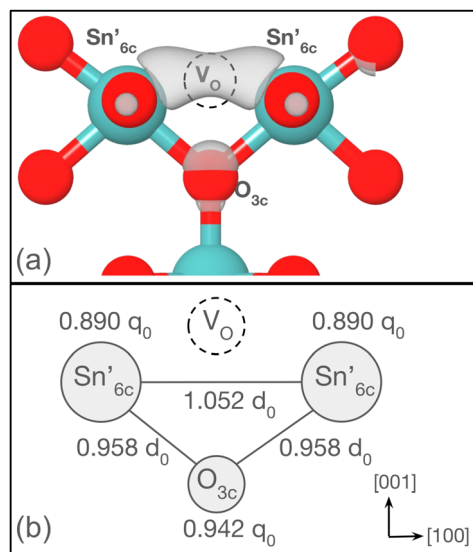 Sn'6c Sn'6c
VO
O3c
(a)
0.890 q0 VO 0.890 q0
Sn'6c Sn'6c
1.052 d0
0.958 d0 0.958 d0
O3c
0.942 q0
[001]
[100]
(b)